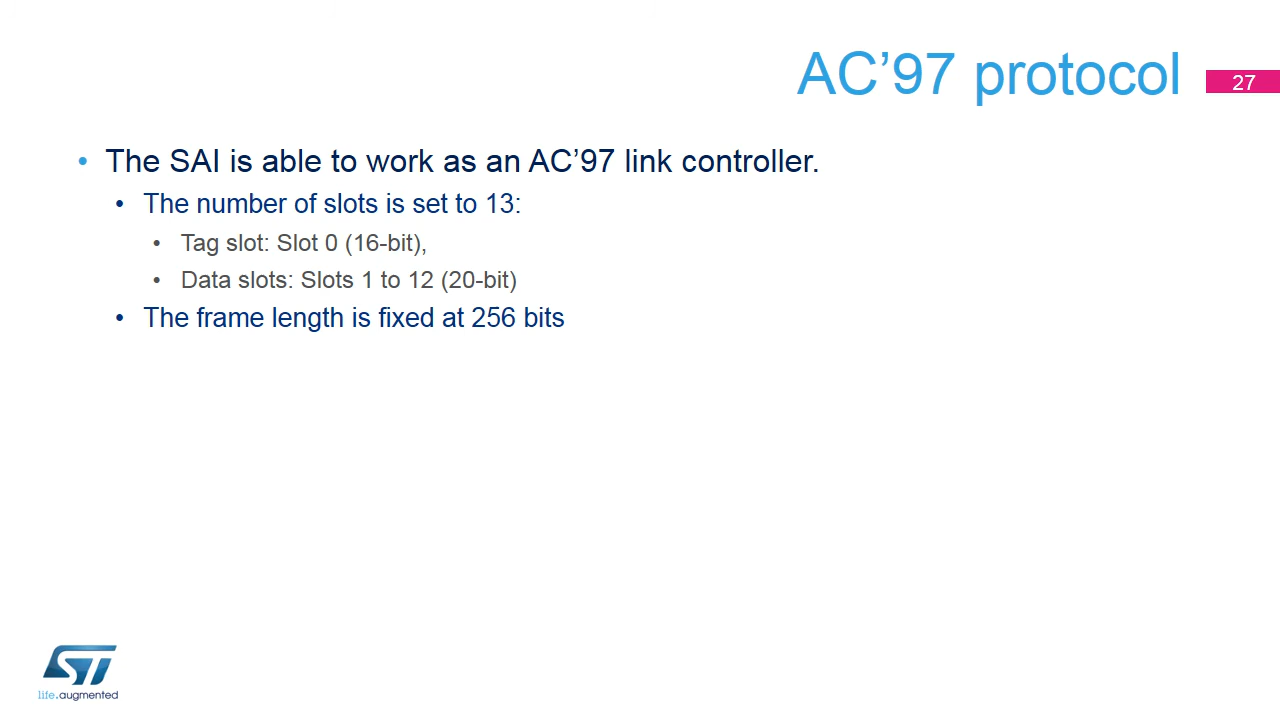 AC’97 protocol
27
• The SAI is able to work as an AC’97 link controller.
• The number of slots is set to 13:
• Tag slot: Slot 0 (16-bit),
• Data slots: Slots 1 to 12 (20-bit)
• The frame length is fixed at 256 bits
ST
life.augmented